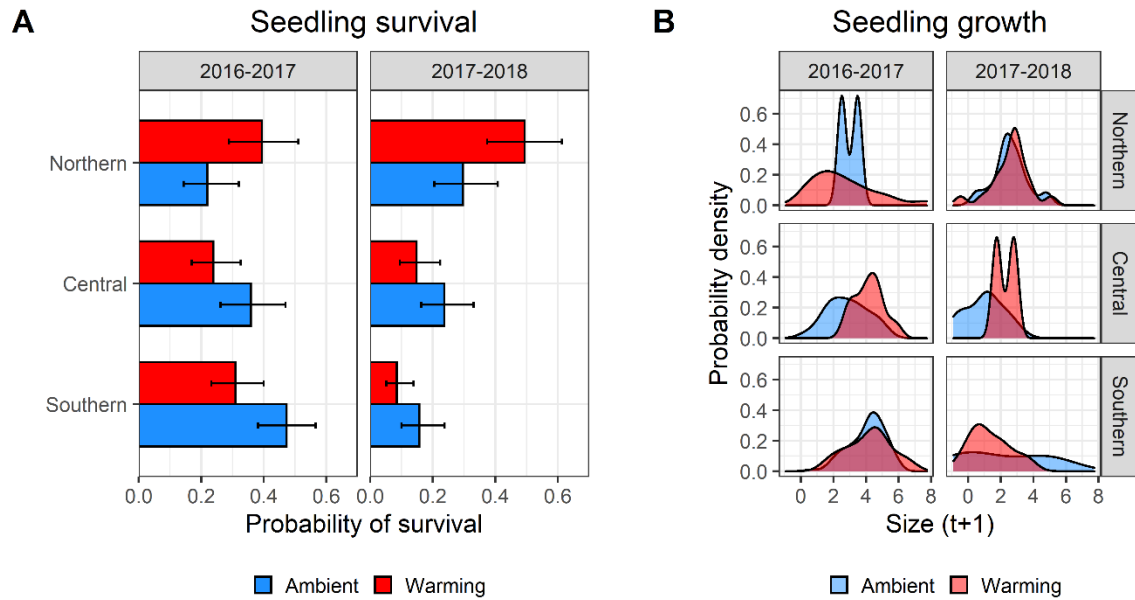 A
Seedling survival
2016-2017
2017-2018
Northern
Central
Southern
0.0 0.2 0.4 0.6
0.0 0.2 0.4 0.6
Probability of survival
Ambient Warming
B
Seedling growth
2016-2017
2017-2018
Probability density
0.6
0.4
0.2
0.0
Northern
0.6
0.4
0.2
0.0
Central
0.6
0.4
0.2
0.0
Southern
0 2 4 6 8
0 2 4 6 8
Size (t+1)
Ambient Warming